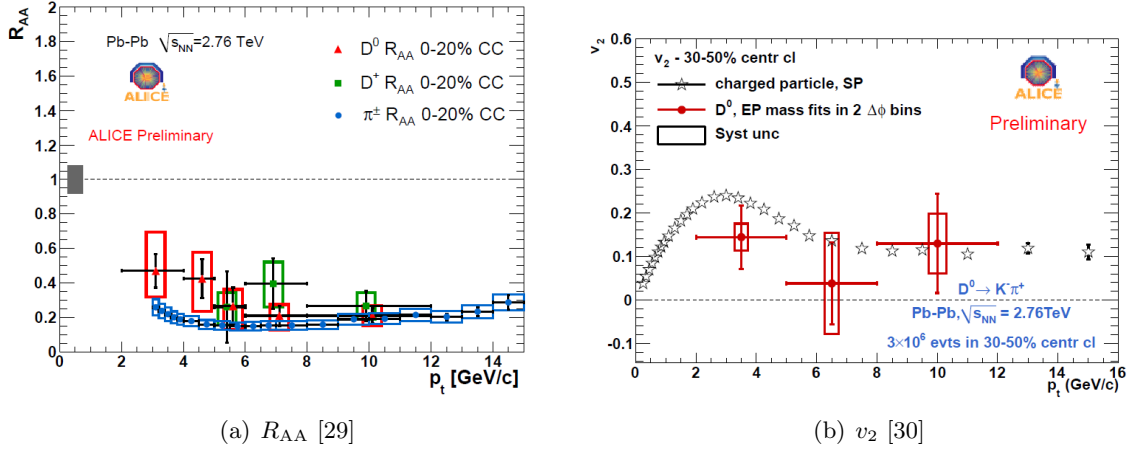 R_AA
2
1.8
1.6
1.4
1.2
1
0.8
0.6
0.4
0.2
0
Pb-Pb √s_NN=2.76 TeV
ALICE
ALICE Preliminary
D⁰ R_AA 0-20% CC
D⁺ R_AA 0-20% CC
π± R_AA 0-20% CC
0 2 4 6 8 10 12 14
p_t [GeV/c]
(a) R_AA [29]
v₂
0.6
0.5
0.4
0.3
0.2
0.1
0
-0.1
v₂ - 30-50% centr cl
charged particle, SP
D⁰, EP mass fits in 2 Δϕ bins
Syst unc
ALICE
Preliminary
D⁰→ K⁻π⁺
Pb-Pb,√s_NN = 2.76TeV
3×10⁶ evts in 30-50% centr cl
0 2 4 6 8 10 12 14 16
p_t (GeV/c)
(b) v₂ [30]